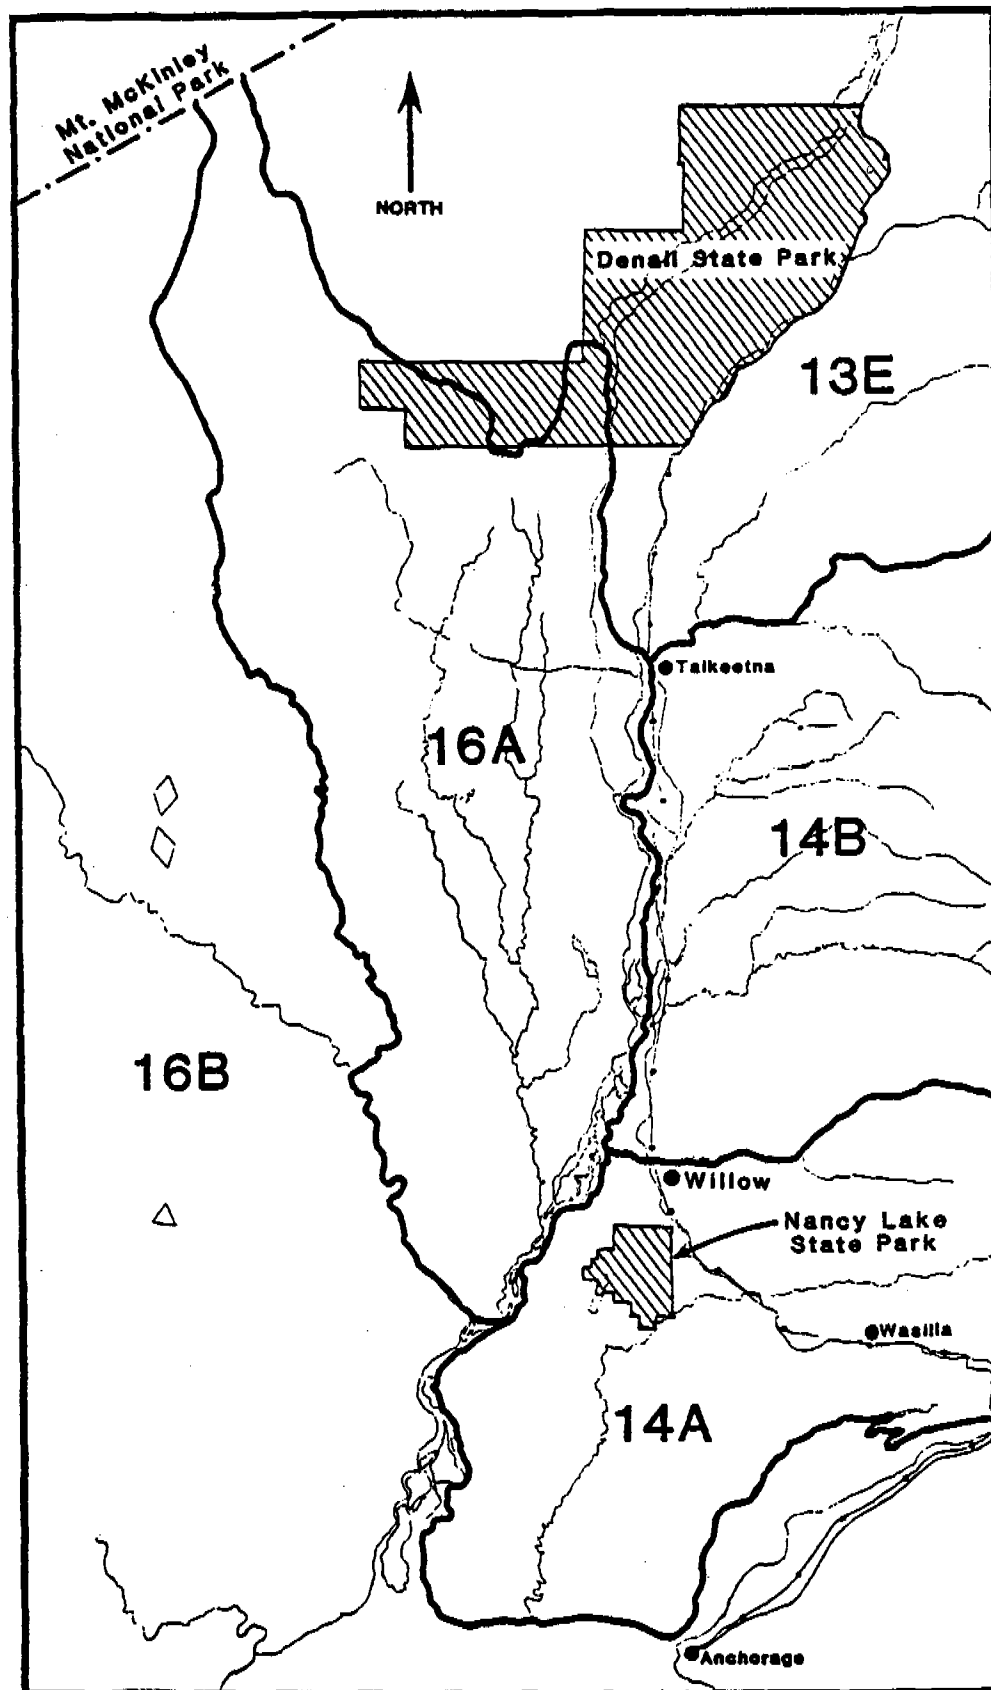 Mt. McKinley
National Park
NORTH
Denali State Park
13E
Talkeetna
16A
14B
16B
Willow
Nancy Lake
State Park
Wasilla
14A
Anchorage